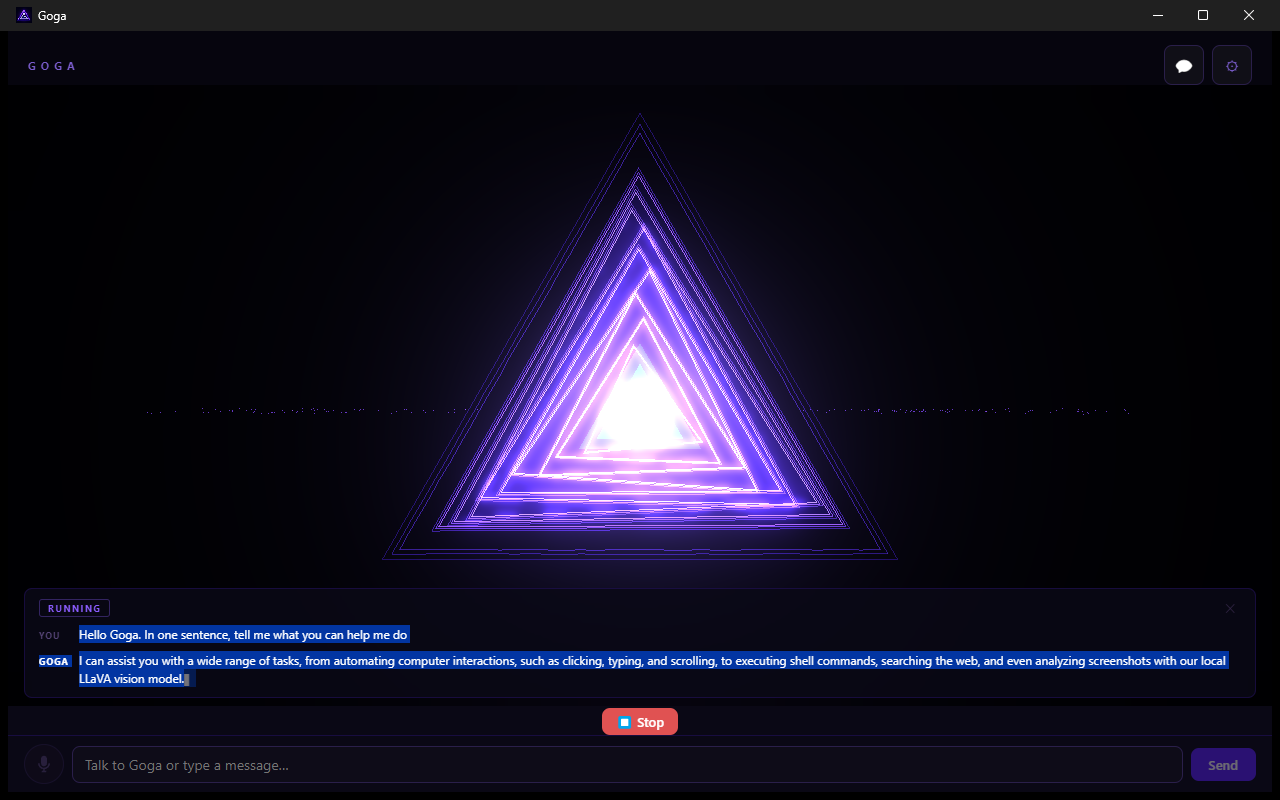 Goga
GOGA
RUNNING
YOU Hello Goga. In one sentence, tell me what you can help me do
GOGA I can assist you with a wide range of tasks, from automating computer interactions, such as clicking, typing, and scrolling, to executing shell commands, searching the web, and even analyzing screenshots with our local
LLaVA vision model.
Stop
Talk to Goga or type a message...
Send